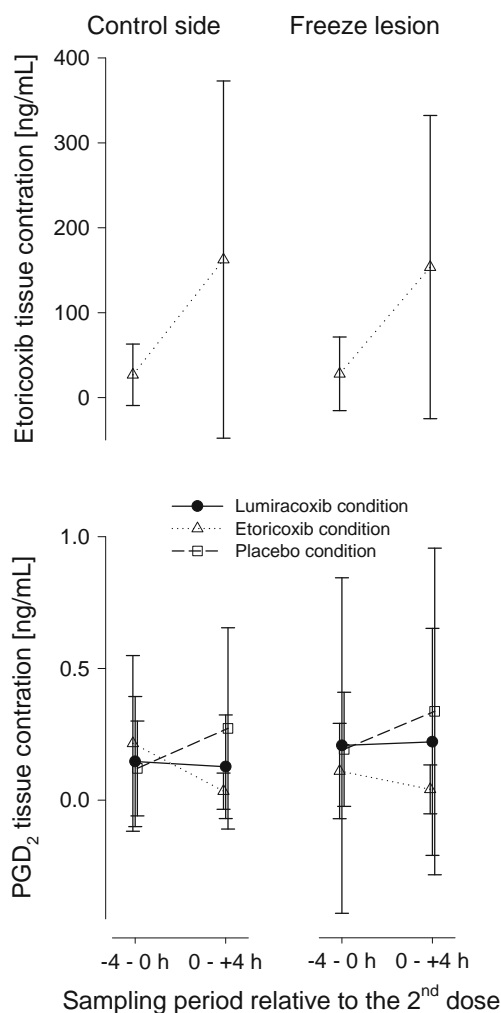 Control side
Freeze lesion
Etoricoxib tissue contration [ng/mL]
400
300
200
100
0
Lumiracoxib condition
Etoricoxib condition
Placebo condition
PGD₂ tissue contration [ng/mL]
1.0
0.5
0.0
-4 - 0 h 0 - +4 h -4 - 0 h 0 - +4 h
Sampling period relative to the 2ⁿᵈ dose